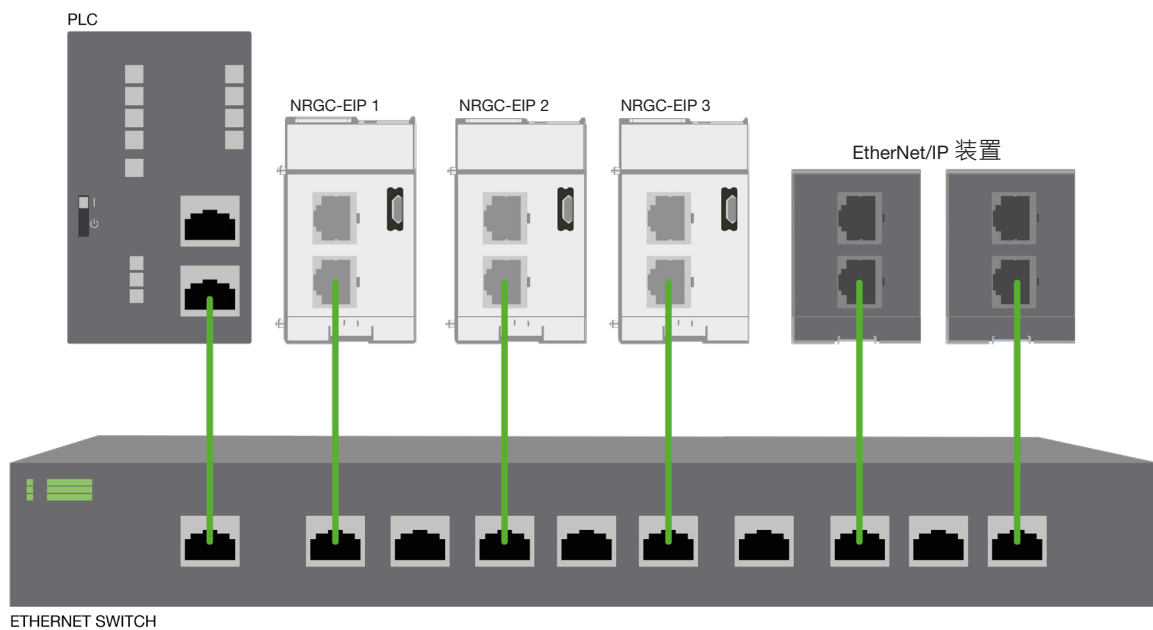 PLC
NRGC-EIP 1
NRGC-EIP 2
NRGC-EIP 3
EtherNet/IP 装置
ETHERNET SWITCH